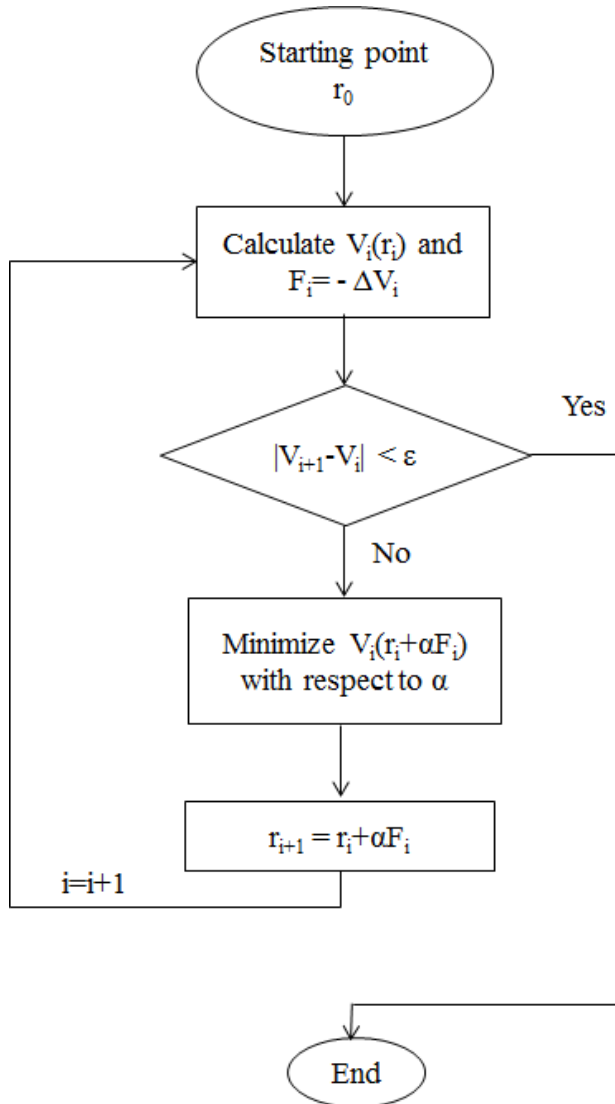 Starting point
r₀
Calculate Vᵢ(rᵢ) and
Fᵢ= - ΔVᵢ
Yes
|Vᵢ₊₁-Vᵢ| < ε
No
Minimize Vᵢ(rᵢ+αFᵢ)
with respect to α
rᵢ₊₁ = rᵢ+αFᵢ
i=i+1
End